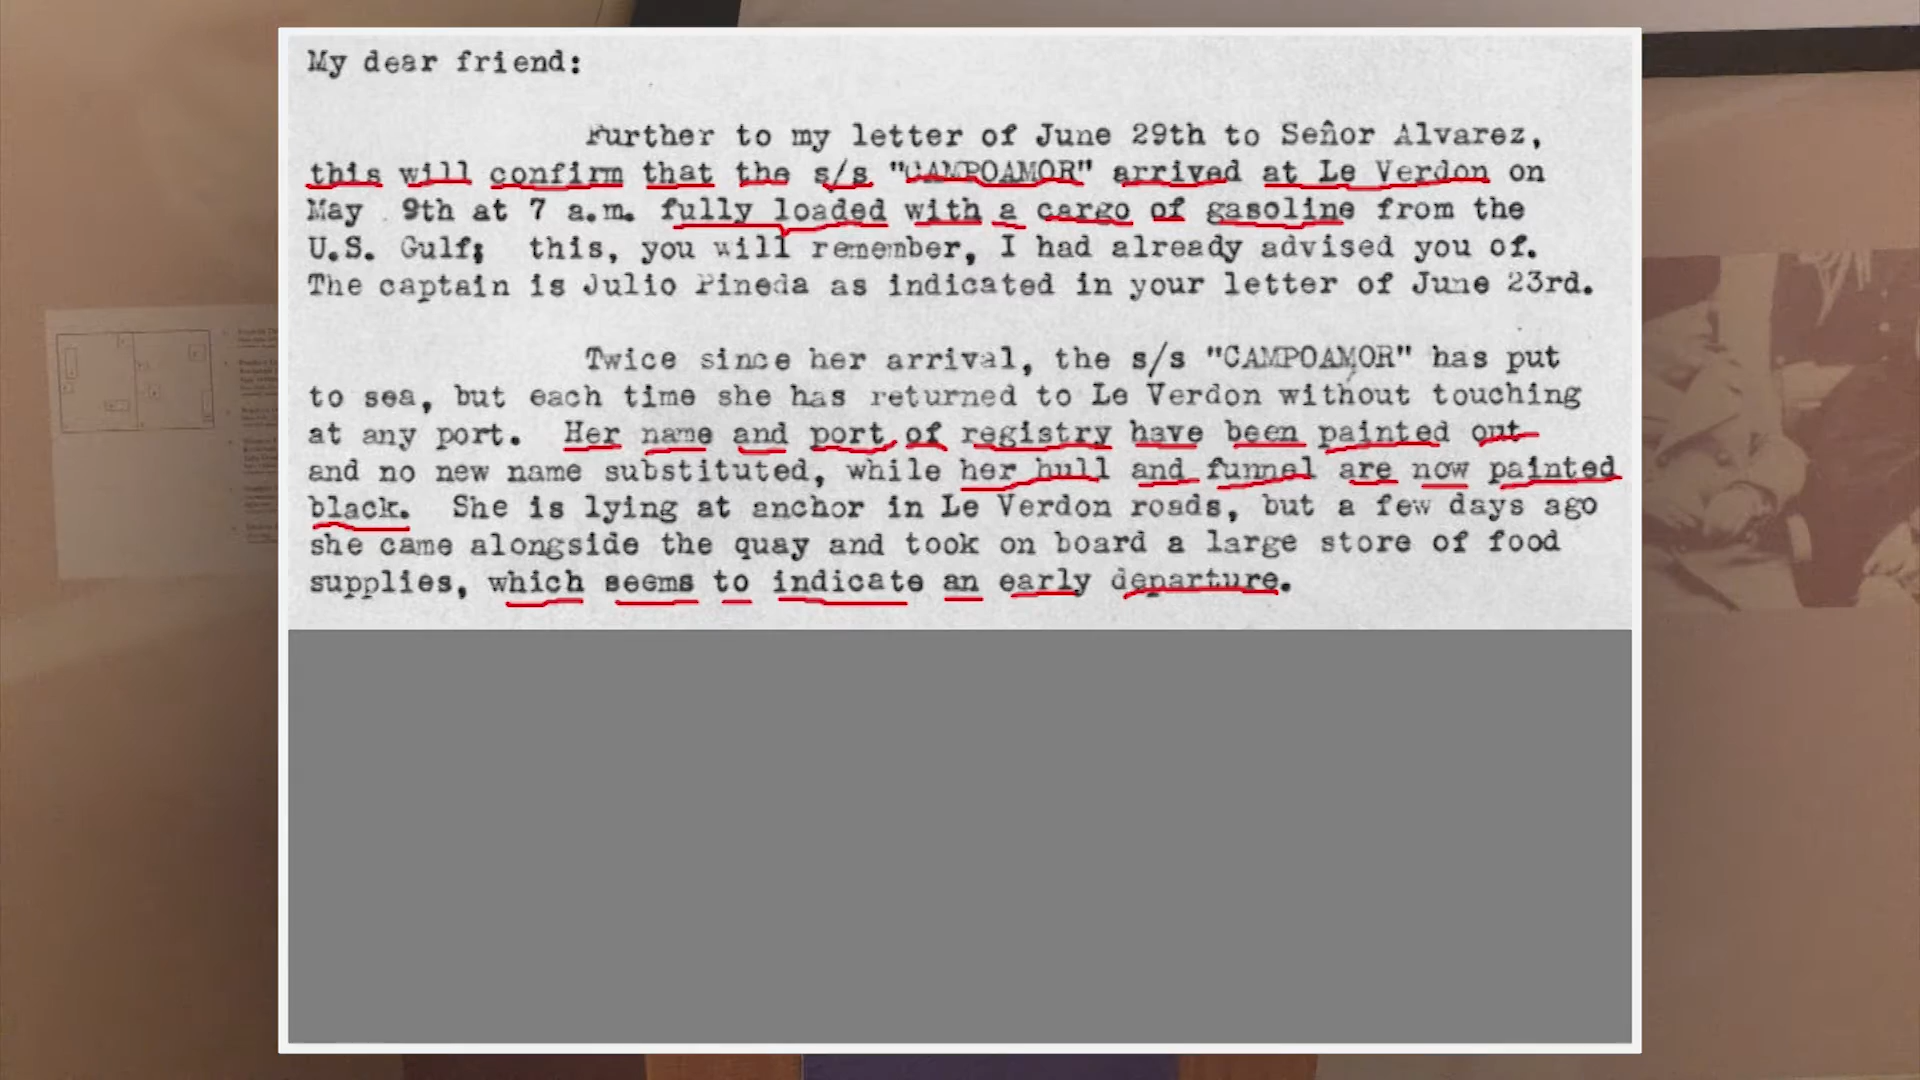 My dear friend:
Further to my letter of June 29th to Señor Alvarez,
this will confirm that the s/s "CAMPOAMOR" arrived at Le Verdon on
May 9th at 7 a.m. fully loaded with a cargo of gasoline from the
U.S. Gulf; this, you will remember, I had already advised you of.
The captain is Julio Pineda as indicated in your letter of June 23rd.
Twice since her arrival, the s/s "CAMPOAMOR" has put
to sea, but each time she has returned to Le Verdon without touching
at any port. Her name and port of registry have been painted out
and no new name substituted, while her hull and funnel are now painted
black. She is lying at anchor in Le Verdon roads, but a few days ago
she came alongside the quay and took on board a large store of food
supplies, which seems to indicate an early departure.